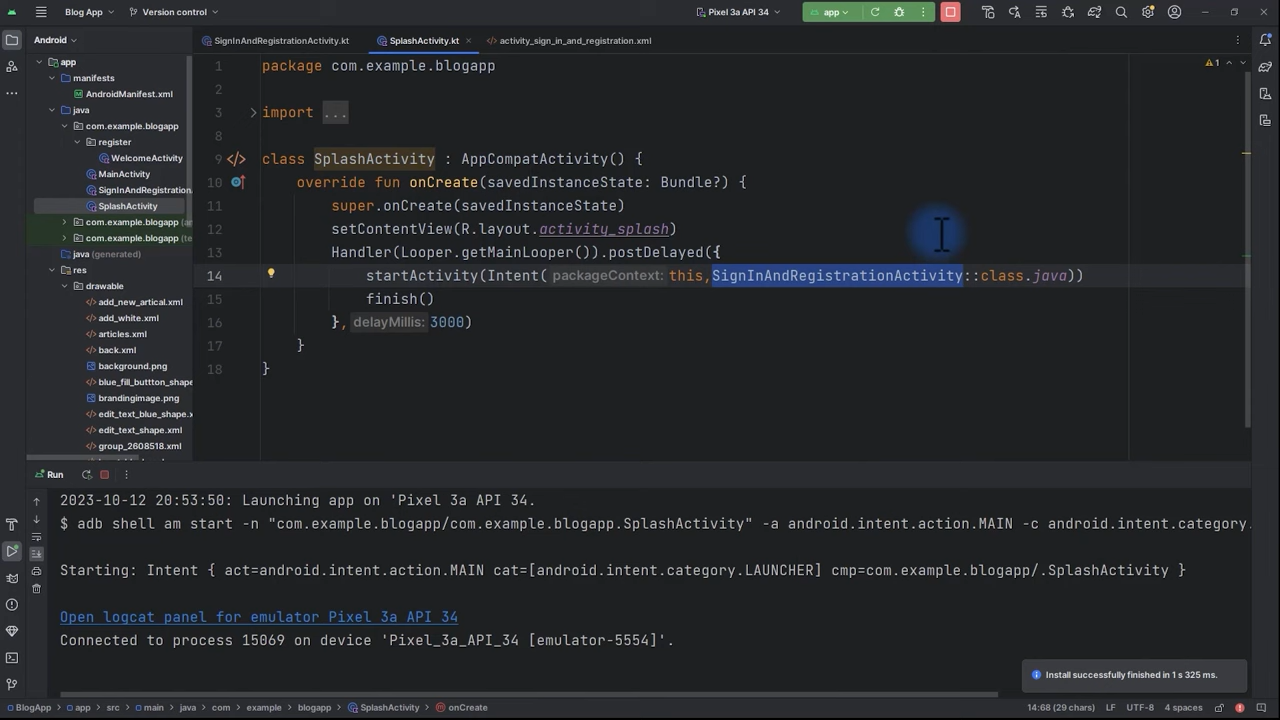 Blog App
Version control
Pixel 3a API 34
app
Android
SignInAndRegistrationActivity.kt
SplashActivity.kt
activity_sign_in_and_registration.xml
app
manifests
AndroidManifest.xml
java
com.example.blogapp
register
WelcomeActivity
MainActivity
SignInAndRegistration
SplashActivity
com.example.blogapp (a
com.example.blogapp (te
java (generated)
res
drawable
add_new_artical.xml
add_white.xml
articles.xml
back.xml
background.png
blue_fill_buttton_shape
brandingimage.png
edit_text_blue_shape.x
edit_text_shape.xml
group_2608518.xml
1
1 package com.example.blogapp
2
3 import ...
8
9 class SplashActivity : AppCompatActivity() {
10 override fun onCreate(savedInstanceState: Bundle?) {
11 super.onCreate(savedInstanceState)
12 setContentView(R.layout.activity_splash)
13 Handler(Looper.getMainLooper()).postDelayed({
14 startActivity(Intent( packageContext: this,SignInAndRegistrationActivity::class.java))
15 finish()
16 }, delayMillis: 3000)
17 }
18 }
Run
2023-10-12 20:53:50: Launching app on 'Pixel 3a API 34.
$ adb shell am start -n "com.example.blogapp/com.example.blogapp.SplashActivity" -a android.intent.action.MAIN -c android.intent.category.
Starting: Intent { act=android.intent.action.MAIN cat=[android.intent.category.LAUNCHER] cmp=com.example.blogapp/.SplashActivity }
Open logcat panel for emulator Pixel 3a API 34
Connected to process 15069 on device 'Pixel_3a_API_34 [emulator-5554]'.
Install successfully finished in 1 s 325 ms.
BlogApp > app > src > main > java > com > example > blogapp > SplashActivity > onCreate
14:68 (29 chars) LF UTF-8 4 spaces